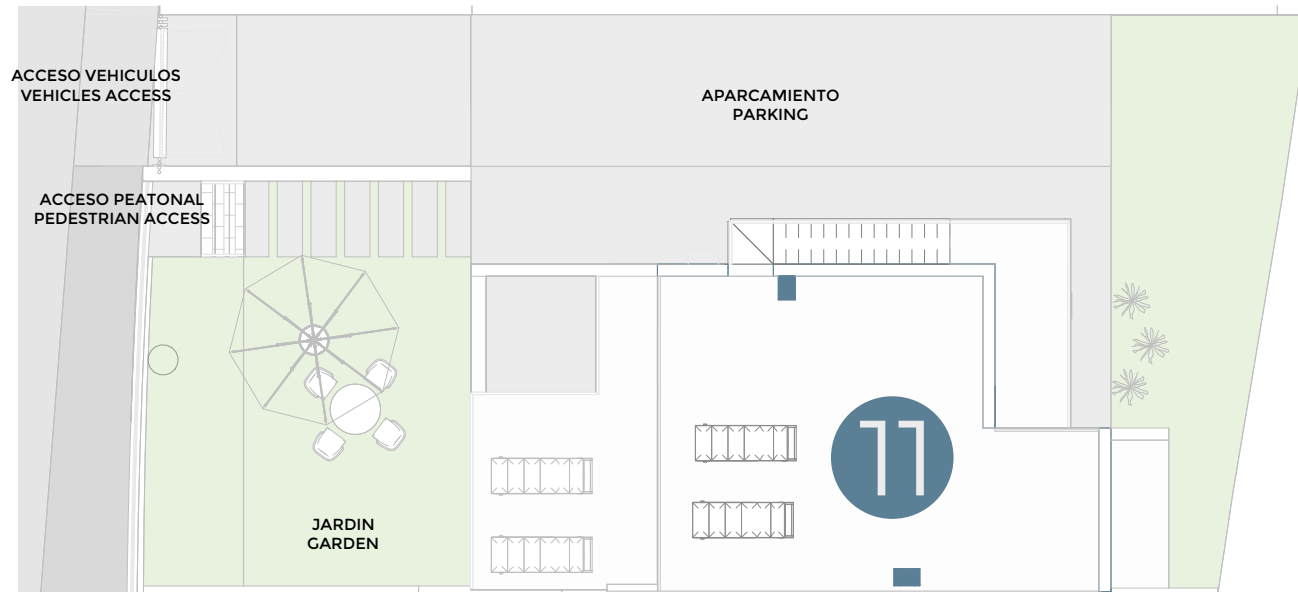 ACCESO VEHICULOS
VEHICLES ACCESS
APARCAMIENTO
PARKING
ACCESO PEATONAL
PEDESTRIAN ACCESS
11
JARDIN
GARDEN